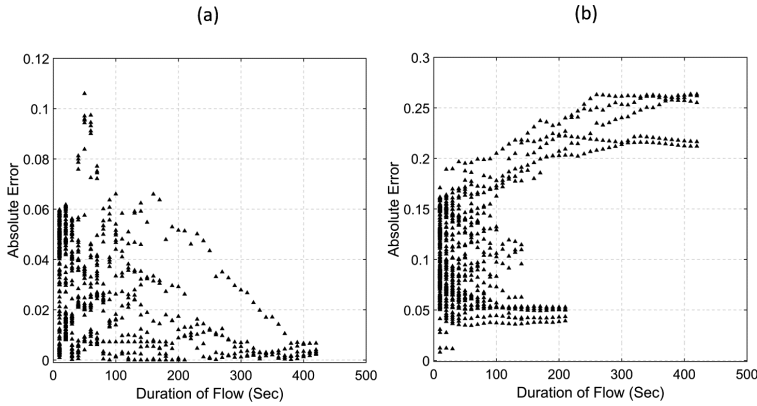 (a)
(b)
0.12
0.1
0.08
0.06
0.04
0.02
0
Absolute Error
0 100 200 300 400 500
Duration of Flow (Sec)
0.3
0.25
0.2
0.15
0.1
0.05
0
Absolute Error
0 100 200 300 400 500
Duration of Flow (Sec)